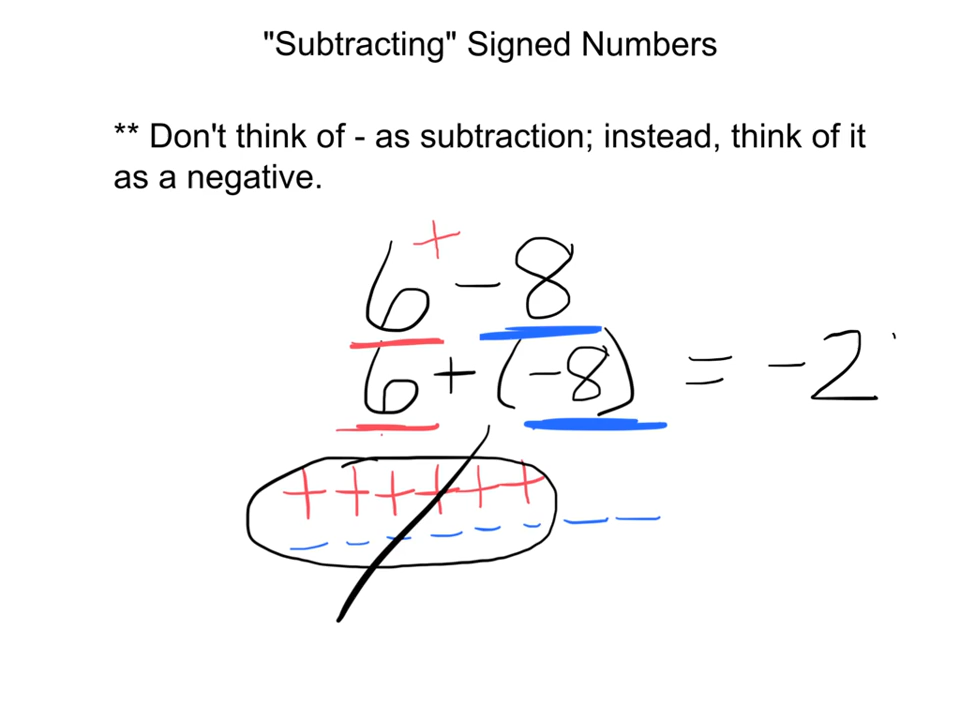 "Subtracting" Signed Numbers
** Don't think of - as subtraction; instead, think of it
as a negative.
+
6 - 8
6 + (-8) = -2
+ + + + + +
- - - - - - - -